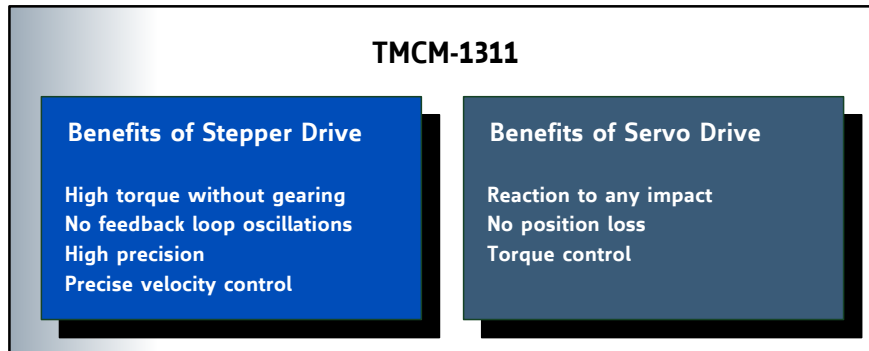 TMCM-1311
Benefits of Stepper Drive
High torque without gearing
No feedback loop oscillations
High precision
Precise velocity control
Benefits of Servo Drive
Reaction to any impact
No position loss
Torque control